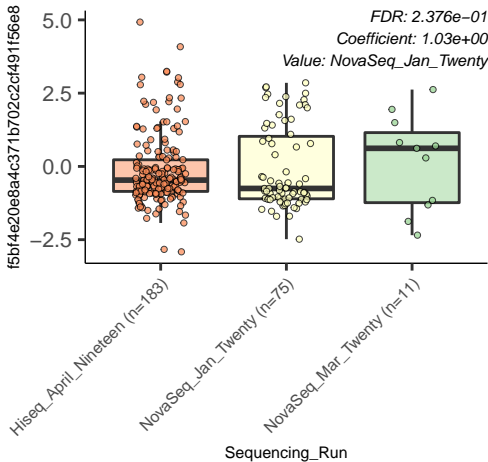 FDR: 2.376e−01
Coefficient: 1.03e+00
Value: NovaSeq_Jan_Twenty
f5bf4e20e8a4c371b702c2cf491f56e8
5.0
2.5
0.0
−2.5
Hiseq_April_Nineteen (n=183)
NovaSeq_Jan_Twenty (n=75)
NovaSeq_Mar_Twenty (n=11)
Sequencing_Run